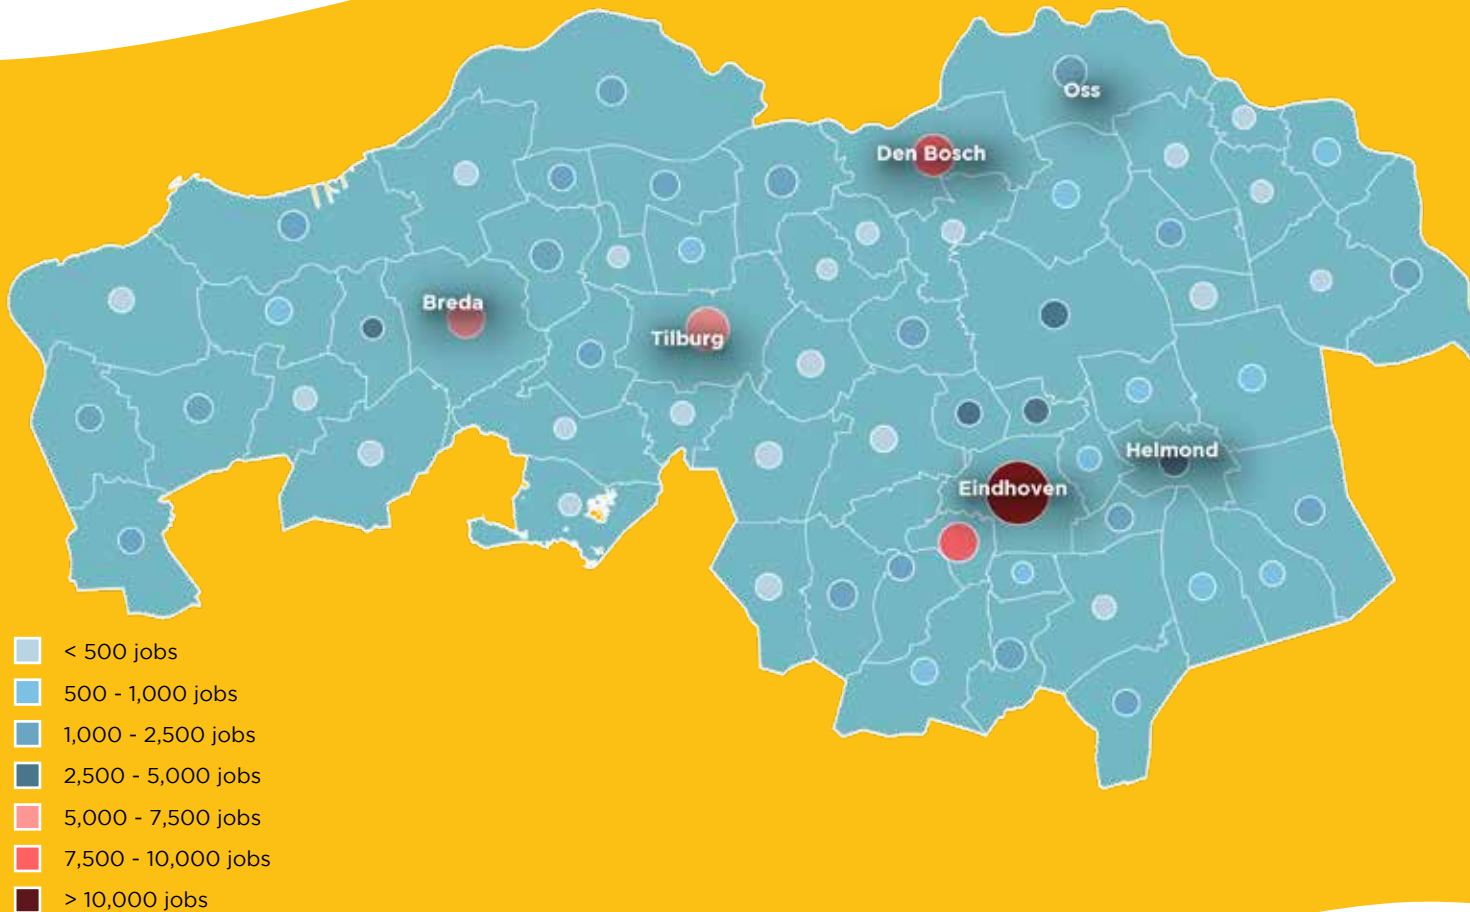 Oss
Den Bosch
Breda
Tilburg
Helmond
Eindhoven
< 500 jobs
500 - 1,000 jobs
1,000 - 2,500 jobs
2,500 - 5,000 jobs
5,000 - 7,500 jobs
7,500 - 10,000 jobs
> 10,000 jobs